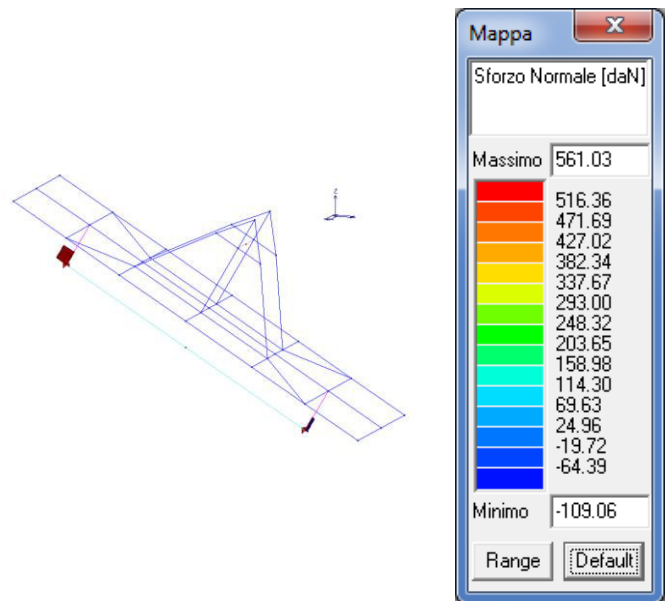 Mappa
Sforzo Normale [daN]
Massimo 561.03
516.36
471.69
427.02
382.34
337.67
293.00
248.32
203.65
158.98
114.30
69.63
24.96
-19.72
-64.39
Minimo -109.06
Range Default